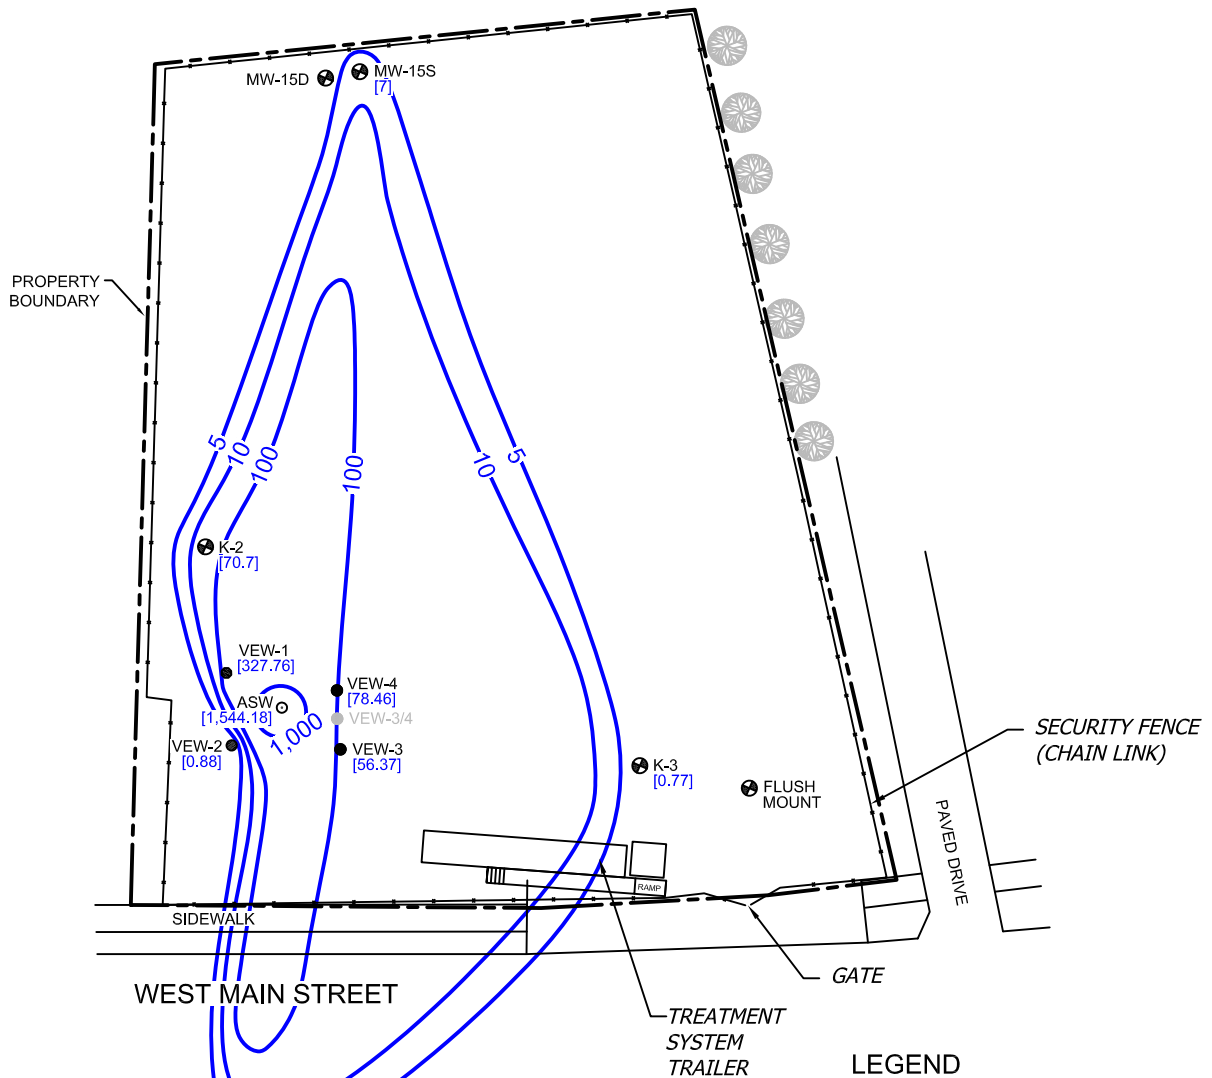 MW-15D
MW-15S
[7]
PROPERTY
BOUNDARY
5
10
100
100
10
5
K-2
[70.7]
VEW-1
[327.76]
ASW
[1,544.18]
1,000
VEW-2
[0.88]
VEW-4
[78.46]
VEW-3/4
VEW-3
[56.37]
K-3
[0.77]
FLUSH
MOUNT
SECURITY FENCE
(CHAIN LINK)
PAVED DRIVE
RAMP
SIDEWALK
WEST MAIN STREET
GATE
TREATMENT
SYSTEM
TRAILER
LEGEND